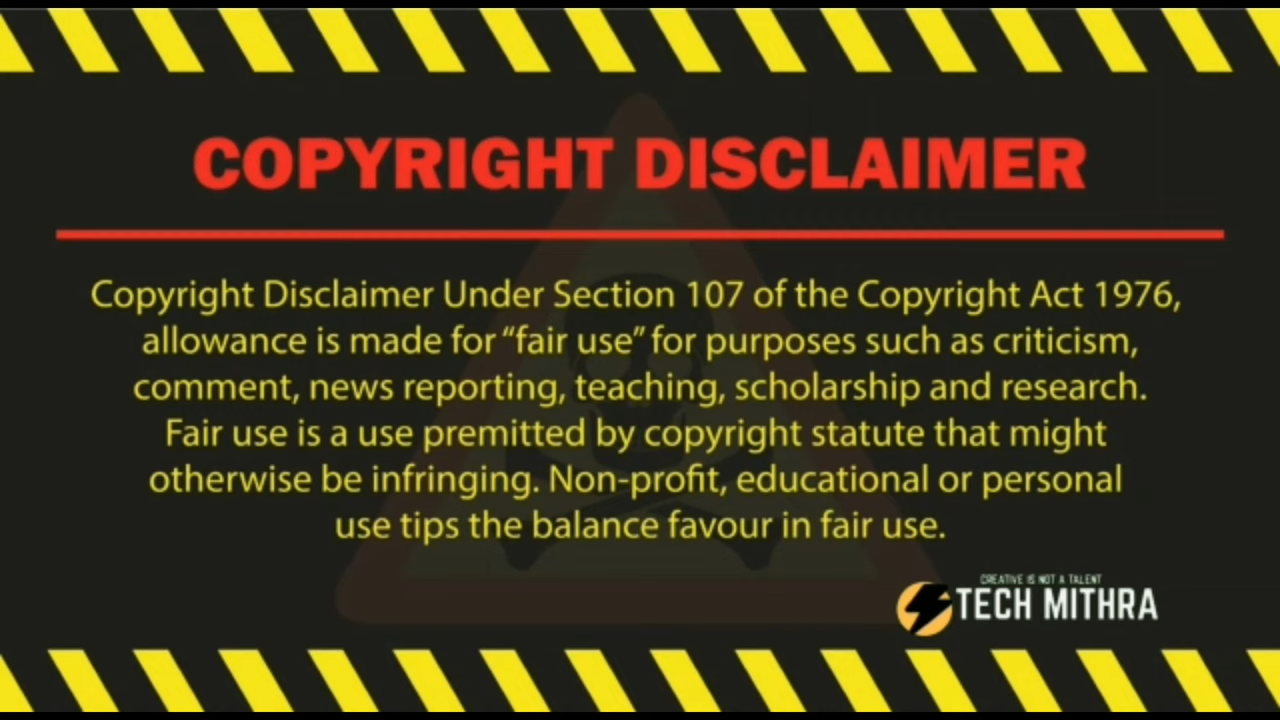 COPYRIGHT DISCLAIMER
Copyright Disclaimer Under Section 107 of the Copyright Act 1976,
allowance is made for “fair use” for purposes such as criticism,
comment, news reporting, teaching, scholarship and research.
Fair use is a use premitted by copyright statute that might
otherwise be infringing. Non-profit, educational or personal
use tips the balance favour in fair use.
CREATIVE IS NOT A TALENT
TECH MITHRA